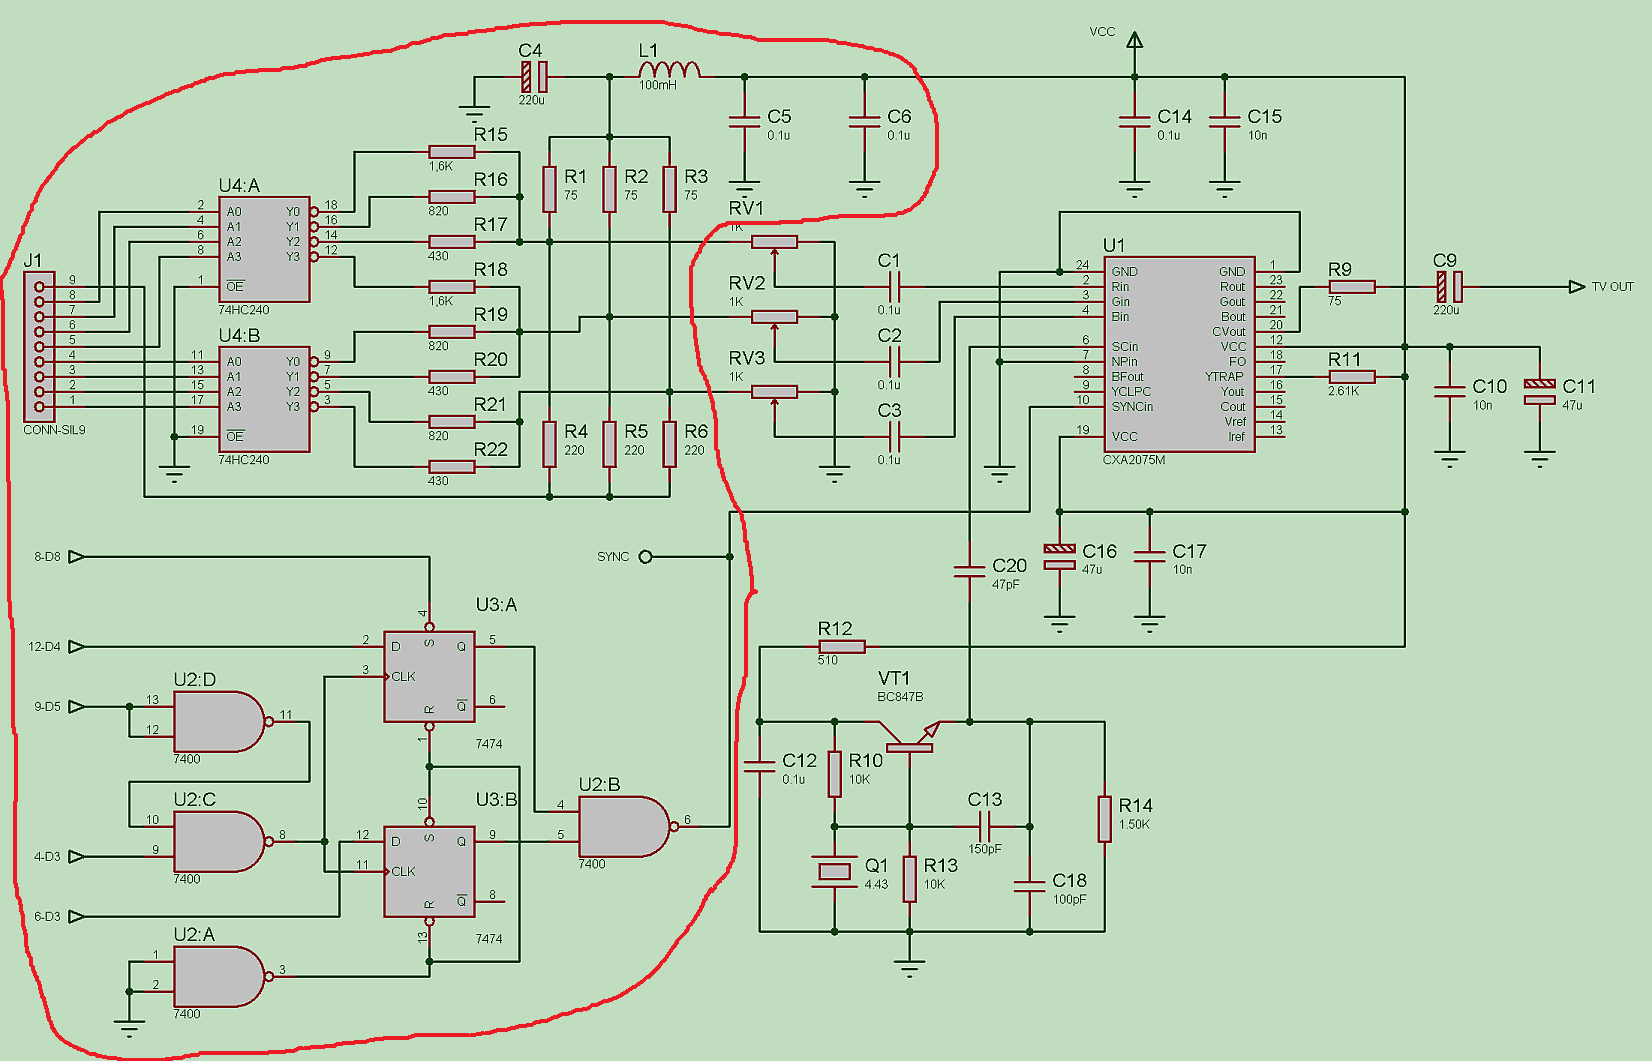 VCC
C4
220u
L1
100mH
C5
0.1u
C6
0.1u
C14
0.1u
C15
10n
R15
1,6K
R16
820
R17
430
R18
1,6K
R19
820
R20
430
R21
820
R22
430
R1
75
R2
75
R3
75
R4
220
R5
220
R6
220
U4:A
2 A0 Y0 18
4 A1 Y1 16
6 A2 Y2 14
8 A3 Y3 12
1 OE
74HC240
U4:B
11 A0 Y0 9
13 A1 Y1 7
15 A2 Y2 5
17 A3 Y3 3
19 OE
74HC240
J1
9
8
7
6
5
4
3
2
1
CONN-SIL9
RV1
1K
RV2
1K
RV3
1K
C1
0.1u
C2
0.1u
C3
0.1u
U1
24 GND GND 1
2 Rin Rout 23
3 Gin Gout 22
4 Bin Bout 21
CVout 20
6 SCin VCC 12
7 NPin FO 18
8 BFout YTRAP 17
9 YCLPC Yout 16
10 SYNCin Cout 15
Vref 14
19 VCC Iref 13
CXA2075M
R9
75
C9
220u
TV OUT
R11
2.61K
C10
10n
C11
47u
C16
47u
C17
10n
C20
47pF
SYNC
8-D8
12-D4
9-D5
4-D3
6-D3
U3:A
4
S
2 D Q 5
3 CLK
Q 6
R
1
7474
U2:D
13
12
11
7400
U2:C
10
9
8
7400
U3:B
10
S
12 D Q 9
11 CLK
Q 8
R
13
7474
U2:B
4
5
6
7400
U2:A
1
2
3
7400
R12
510
VT1
BC847B
C12
0.1u
R10
10K
C13
150pF
R14
1.50K
Q1
4.43
R13
10K
C18
100pF